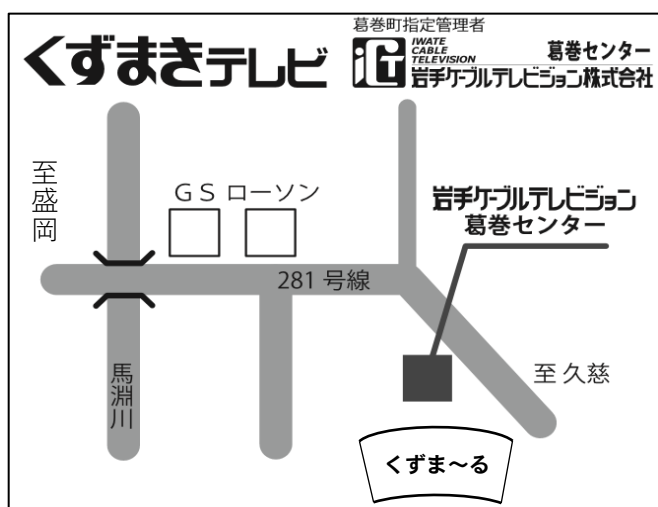 くずまきテレビ
葛巻町指定管理者
iG
IWATE
CABLE
TELEVISION
葛巻センター
岩手ケーブルテレビジョン株式会社
至盛岡
GS ローソン
岩手ケーブルテレビジョン
葛巻センター
281号線
馬淵川
至 久慈
くずま～る